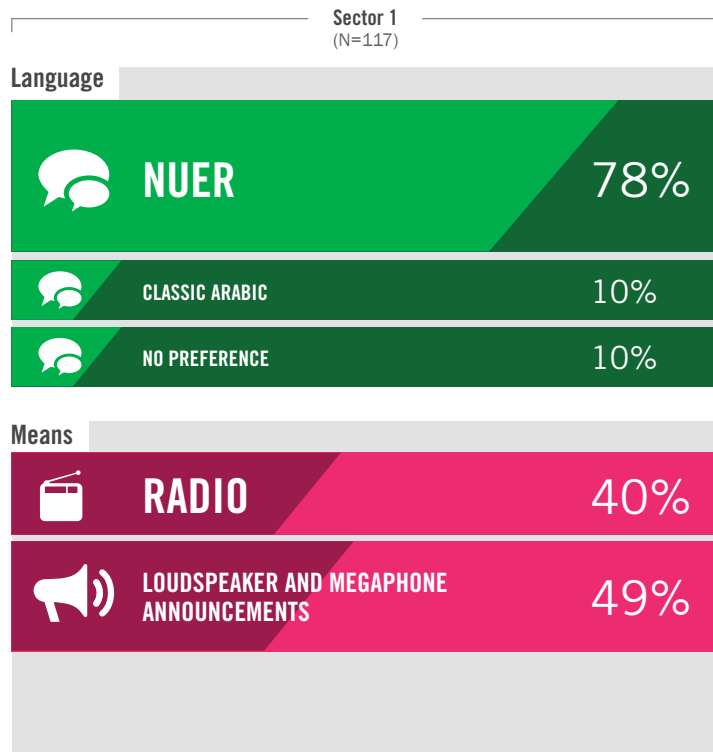 Sector 1
(N=117)
Language
NUER 78%
CLASSIC ARABIC 10%
NO PREFERENCE 10%
Means
RADIO 40%
LOUDSPEAKER AND MEGAPHONE
ANNOUNCEMENTS 49%